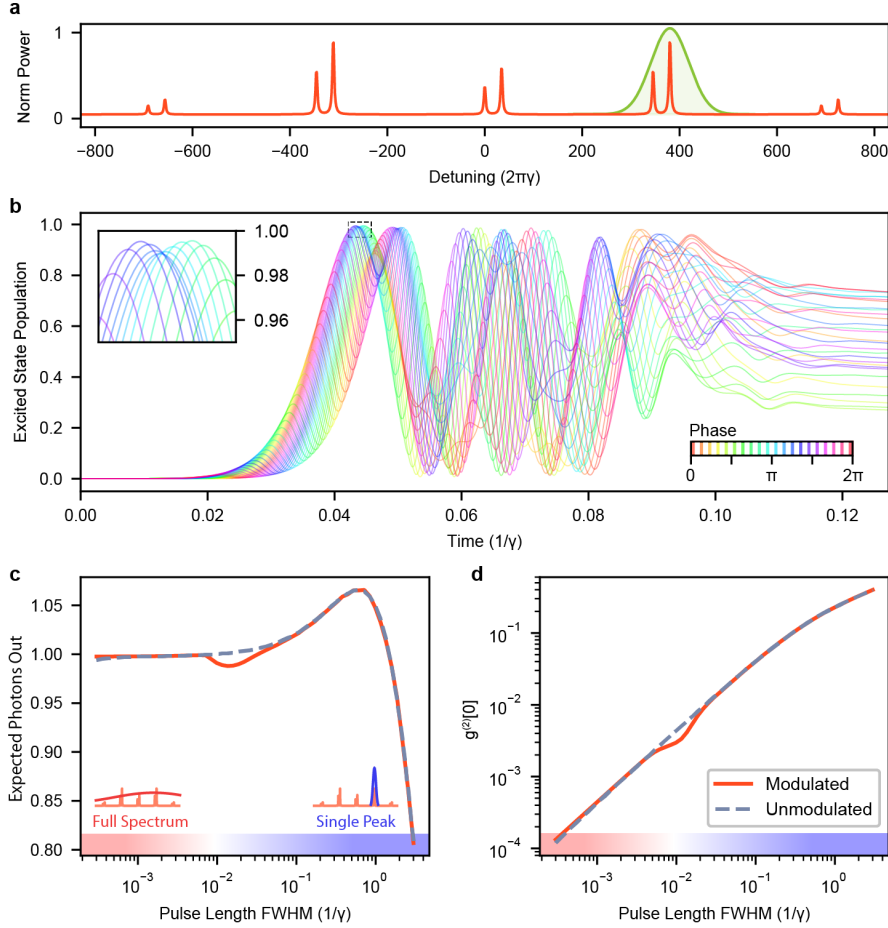 a
Norm Power
1
0
−800 −600 −400 −200 0 200 400 600 800
Detuning (2πγ)
b
Excited State Population
1.0
0.8
0.6
0.4
0.2
0.0
1.00
0.98
0.96
Phase
0 π 2π
0.00 0.02 0.04 0.06 0.08 0.10 0.12
Time (1/γ)
c
Expected Photons Out
1.05
1.00
0.95
0.90
0.85
0.80
Full Spectrum
Single Peak
10⁻³ 10⁻² 10⁻¹ 10⁰
Pulse Length FWHM (1/γ)
d
g⁽²⁾[0]
10⁻¹
10⁻²
10⁻³
10⁻⁴
Modulated
Unmodulated
10⁻³ 10⁻² 10⁻¹ 10⁰
Pulse Length FWHM (1/γ)